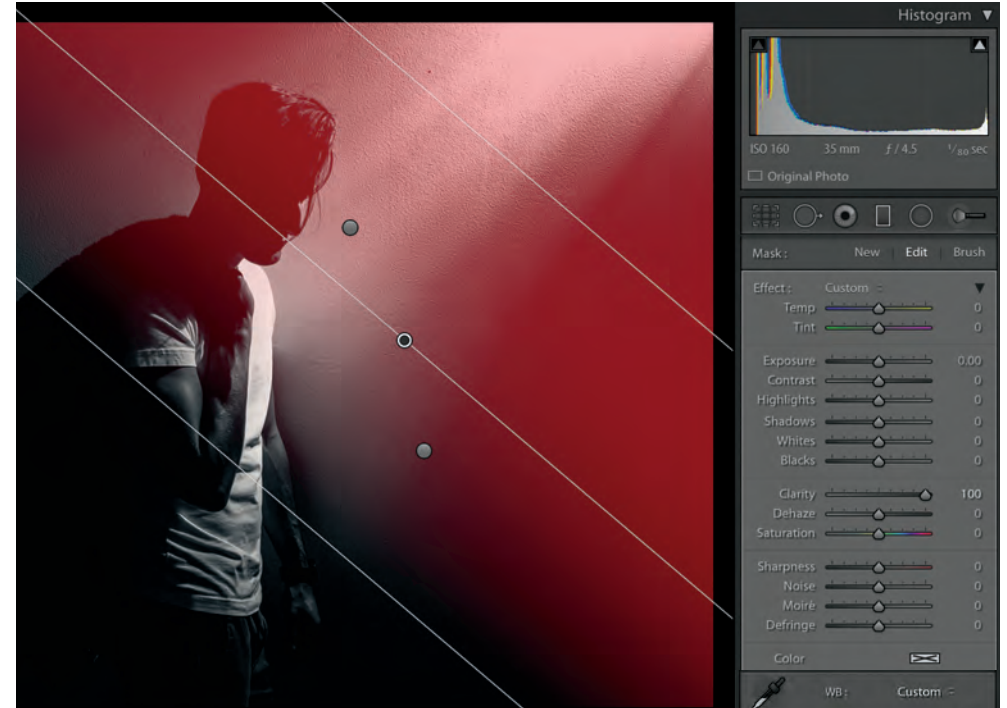 Histogram ▼
ISO 160 35 mm ƒ / 4.5 1/80 sec
Original Photo
Mask : New Edit Brush
Effect : Custom
Temp 0
Tint 0
Exposure 0.00
Contrast 0
Highlights 0
Shadows 0
Whites 0
Blacks 0
Clarity 100
Dehaze 0
Saturation 0
Sharpness 0
Noise 0
Moiré 0
Defringe 0
Color
WB : Custom